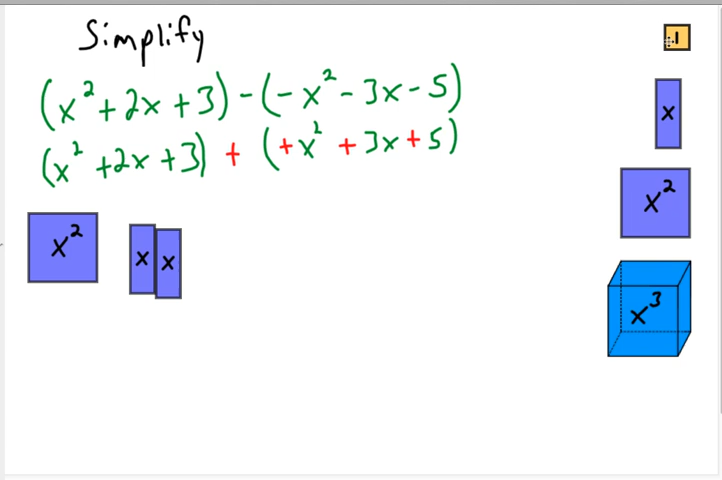 Simplify
(x² + 2x + 3) - (-x² - 3x - 5)
(x² + 2x + 3) + (+x² + 3x + 5)
x² x x
1
x
x²
x³